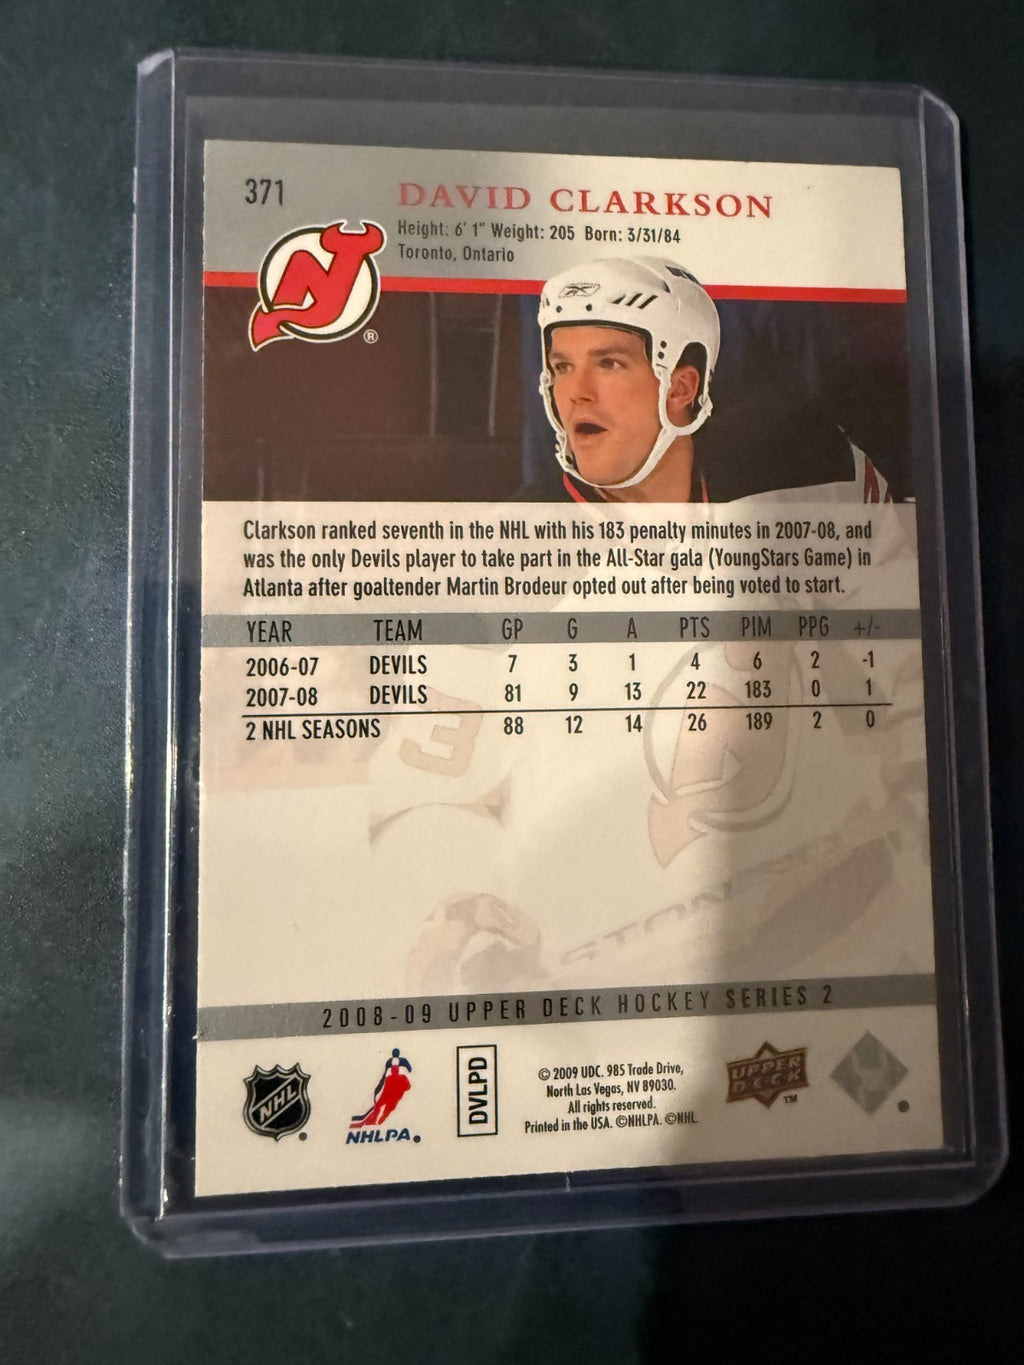 371
DAVID CLARKSON
Height: 6' 1" Weight: 205 Born: 3/31/84
Toronto, Ontario
®
Clarkson ranked seventh in the NHL with his 183 penalty minutes in 2007-08, and
was the only Devils player to take part in the All-Star gala (YoungStars Game) in
Atlanta after goaltender Martin Brodeur opted out after being voted to start.
YEAR TEAM GP G A PTS PIM PPG +/-
2006-07 DEVILS 7 3 1 4 6 2 -1
2007-08 DEVILS 81 9 13 22 183 0 1
2 NHL SEASONS 88 12 14 26 189 2 0
2008-09 UPPER DECK HOCKEY SERIES 2
NHL
NHLPA
DVLPD
© 2009 UDC. 985 Trade Drive,
North Las Vegas, NV 89030.
All rights reserved.
Printed in the USA. ©NHLPA. ©NHL.
UPPER
DECK
TM